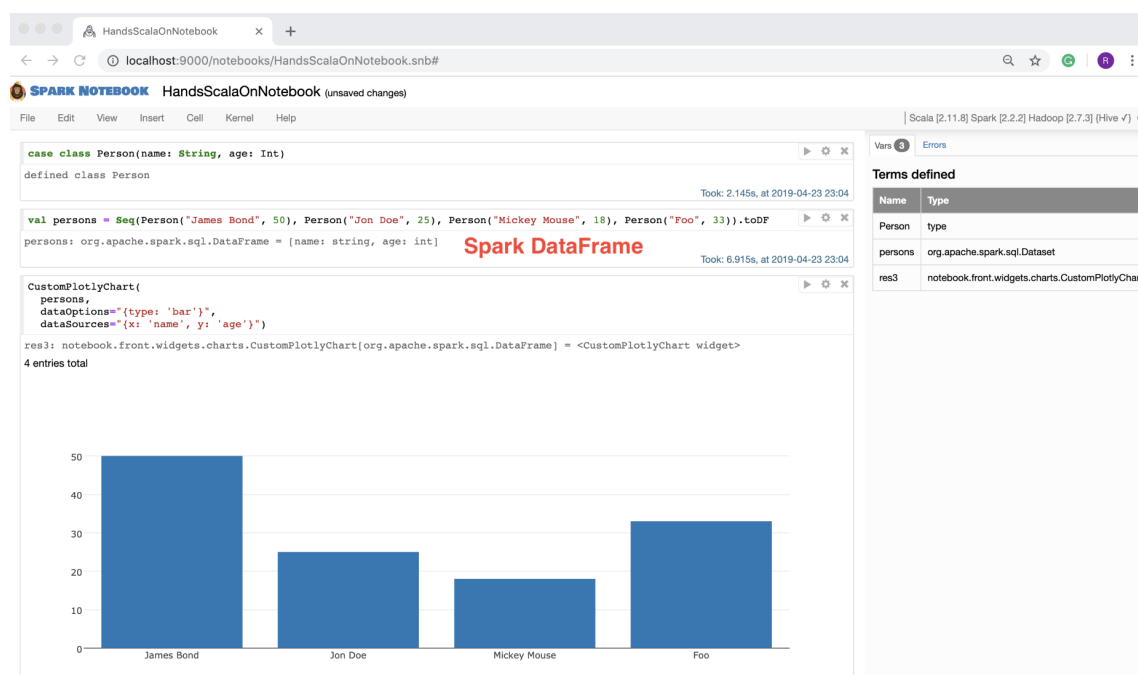 HandsScalaOnNotebook
localhost:9000/notebooks/HandsScalaOnNotebook.snb#
R
SPARK NOTEBOOK HandsScalaOnNotebook (unsaved changes)
File Edit View Insert Cell Kernel Help
Scala [2.11.8] Spark [2.2.2] Hadoop [2.7.3] {Hive ✓}
case class Person(name: String, age: Int)
defined class Person
Took: 2.145s, at 2019-04-23 23:04
val persons = Seq(Person("James Bond", 50), Person("Jon Doe", 25), Person("Mickey Mouse", 18), Person("Foo", 33)).toDF
persons: org.apache.spark.sql.DataFrame = [name: string, age: int]
Spark DataFrame
Took: 6.915s, at 2019-04-23 23:04
CustomPlotlyChart(
persons,
dataOptions="{type: 'bar'}",
dataSources="{x: 'name', y: 'age'}")
res3: notebook.front.widgets.charts.CustomPlotlyChart[org.apache.spark.sql.DataFrame] = <CustomPlotlyChart widget>
4 entries total
50
40
30
20
10
0
James Bond Jon Doe Mickey Mouse Foo
Vars 3 Errors
Terms defined
Name Type
Person type
persons org.apache.spark.sql.Dataset
res3 notebook.front.widgets.charts.CustomPlotlyChar